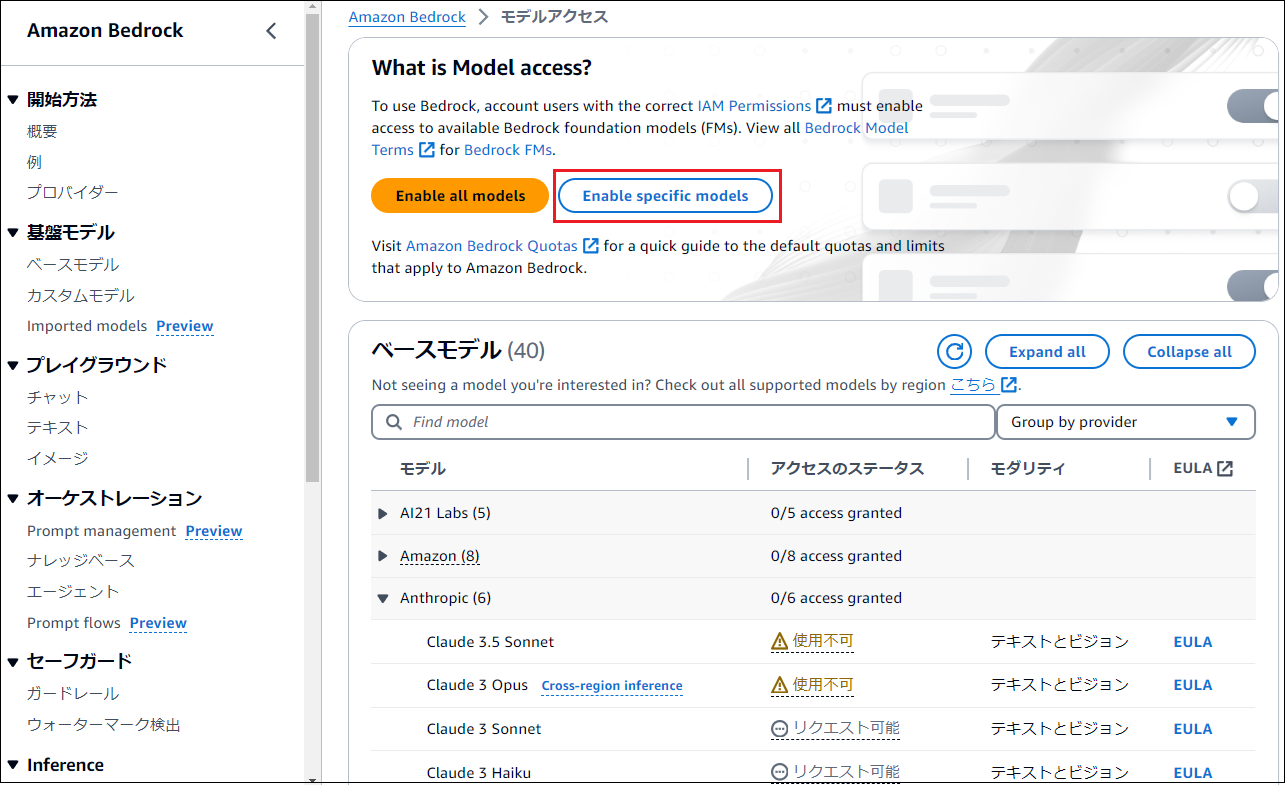 Amazon Bedrock
開始方法
概要
例
プロバイダー
基盤モデル
ベースモデル
カスタムモデル
Imported models Preview
プレイグラウンド
チャット
テキスト
イメージ
オーケストレーション
Prompt management Preview
ナレッジベース
エージェント
Prompt flows Preview
セーフガード
ガードレール
ウォーターマーク検出
Inference
Amazon Bedrock > モデルアクセス
What is Model access?
To use Bedrock, account users with the correct IAM Permissions must enable
access to available Bedrock foundation models (FMs). View all Bedrock Model
Terms for Bedrock FMs.
Enable all models Enable specific models
Visit Amazon Bedrock Quotas for a quick guide to the default quotas and limits
that apply to Amazon Bedrock.
ベースモデル (40) Expand all Collapse all
Not seeing a model you're interested in? Check out all supported models by region こちら.
Find model Group by provider
モデル アクセスのステータス モダリティ EULA
AI21 Labs (5) 0/5 access granted
Amazon (8) 0/8 access granted
Anthropic (6) 0/6 access granted
Claude 3.5 Sonnet 使用不可 テキストとビジョン EULA
Claude 3 Opus Cross-region inference 使用不可 テキストとビジョン EULA
Claude 3 Sonnet リクエスト可能 テキストとビジョン EULA
Claude 3 Haiku リクエスト可能 テキストとビジョン EULA